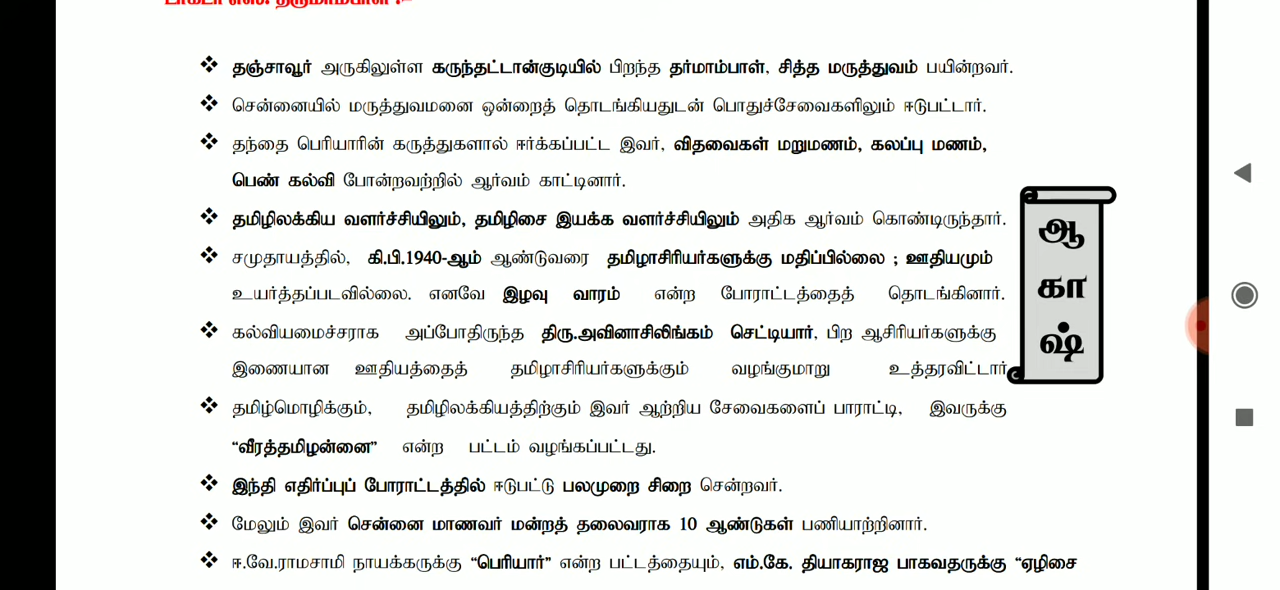 டாக்டர் எஸ். தருமாம்பாள் :-
❖ தஞ்சாவூர் அருகிலுள்ள கருந்தட்டான்குடியில் பிறந்த தர்மாம்பாள், சித்த மருத்துவம் பயின்றவர்.
❖ சென்னையில் மருத்துவமனை ஒன்றைத் தொடங்கியதுடன் பொதுச்சேவைகளிலும் ஈடுபட்டார்.
❖ தந்தை பெரியாரின் கருத்துகளால் ஈர்க்கப்பட்ட இவர், விதவைகள் மறுமணம், கலப்பு மணம்,
பெண் கல்வி போன்றவற்றில் ஆர்வம் காட்டினார்.
❖ தமிழிலக்கிய வளர்ச்சியிலும், தமிழிசை இயக்க வளர்ச்சியிலும் அதிக ஆர்வம் கொண்டிருந்தார்.
❖ சமுதாயத்தில், கி.பி.1940-ஆம் ஆண்டுவரை தமிழாசிரியர்களுக்கு மதிப்பில்லை ; ஊதியமும்
உயர்த்தப்படவில்லை. எனவே இழவு வாரம் என்ற போராட்டத்தைத் தொடங்கினார்.
❖ கல்வியமைச்சராக அப்போதிருந்த திரு.அவினாசிலிங்கம் செட்டியார், பிற ஆசிரியர்களுக்கு
இணையான ஊதியத்தைத் தமிழாசிரியர்களுக்கும் வழங்குமாறு உத்தரவிட்டார்
❖ தமிழ்மொழிக்கும், தமிழிலக்கியத்திற்கும் இவர் ஆற்றிய சேவைகளைப் பாராட்டி, இவருக்கு
“வீரத்தமிழன்னை” என்ற பட்டம் வழங்கப்பட்டது.
❖ இந்தி எதிர்ப்புப் போராட்டத்தில் ஈடுபட்டு பலமுறை சிறை சென்றவர்.
❖ மேலும் இவர் சென்னை மாணவர் மன்றத் தலைவராக 10 ஆண்டுகள் பணியாற்றினார்.
❖ ஈ.வே.ராமசாமி நாயக்கருக்கு “பெரியார்” என்ற பட்டத்தையும், எம்.கே. தியாகராஜ பாகவதருக்கு “ஏழிசை
ஆ
கா
ஷ்